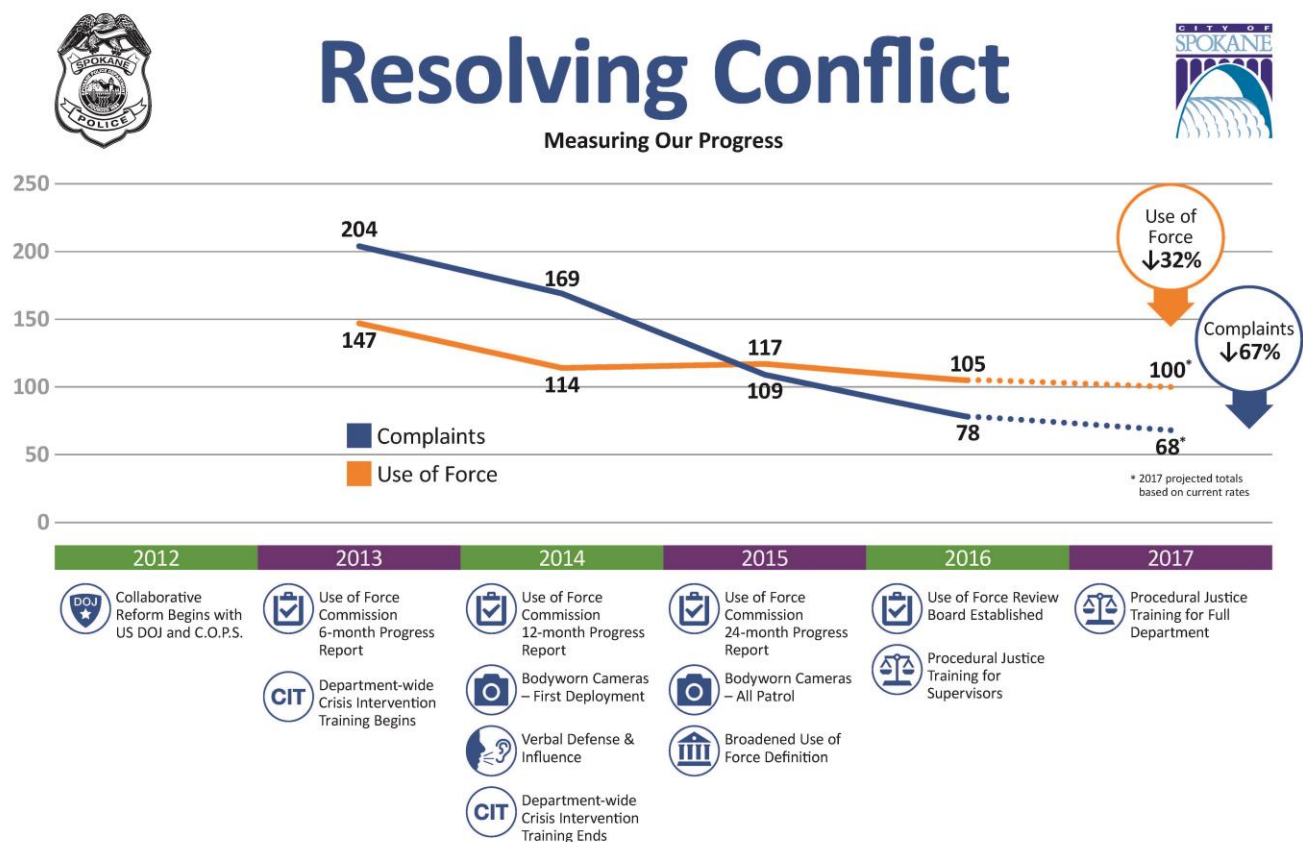 POLICE
CITY OF
SPOKANE
Resolving Conflict
Measuring Our Progress
250
200
150
100
50
0
204
169
147
114
117
109
105
78
100*
68*
Use of
Force
↓32%
Complaints
↓67%
Complaints
Use of Force
* 2017 projected totals
based on current rates
2012
2013
2014
2015
2016
2017
DOJ
Collaborative
Reform Begins with
US DOJ and C.O.P.S.
Use of Force
Commission
6-month Progress
Report
CIT
Department-wide
Crisis Intervention
Training Begins
Use of Force
Commission
12-month Progress
Report
Bodyworn Cameras
– First Deployment
Verbal Defense &
Influence
CIT
Department-wide
Crisis Intervention
Training Ends
Use of Force
Commission
24-month Progress
Report
Bodyworn Cameras
– All Patrol
Broadened Use of
Force Definition
Use of Force Review
Board Established
Procedural Justice
Training for
Supervisors
Procedural Justice
Training for Full
Department